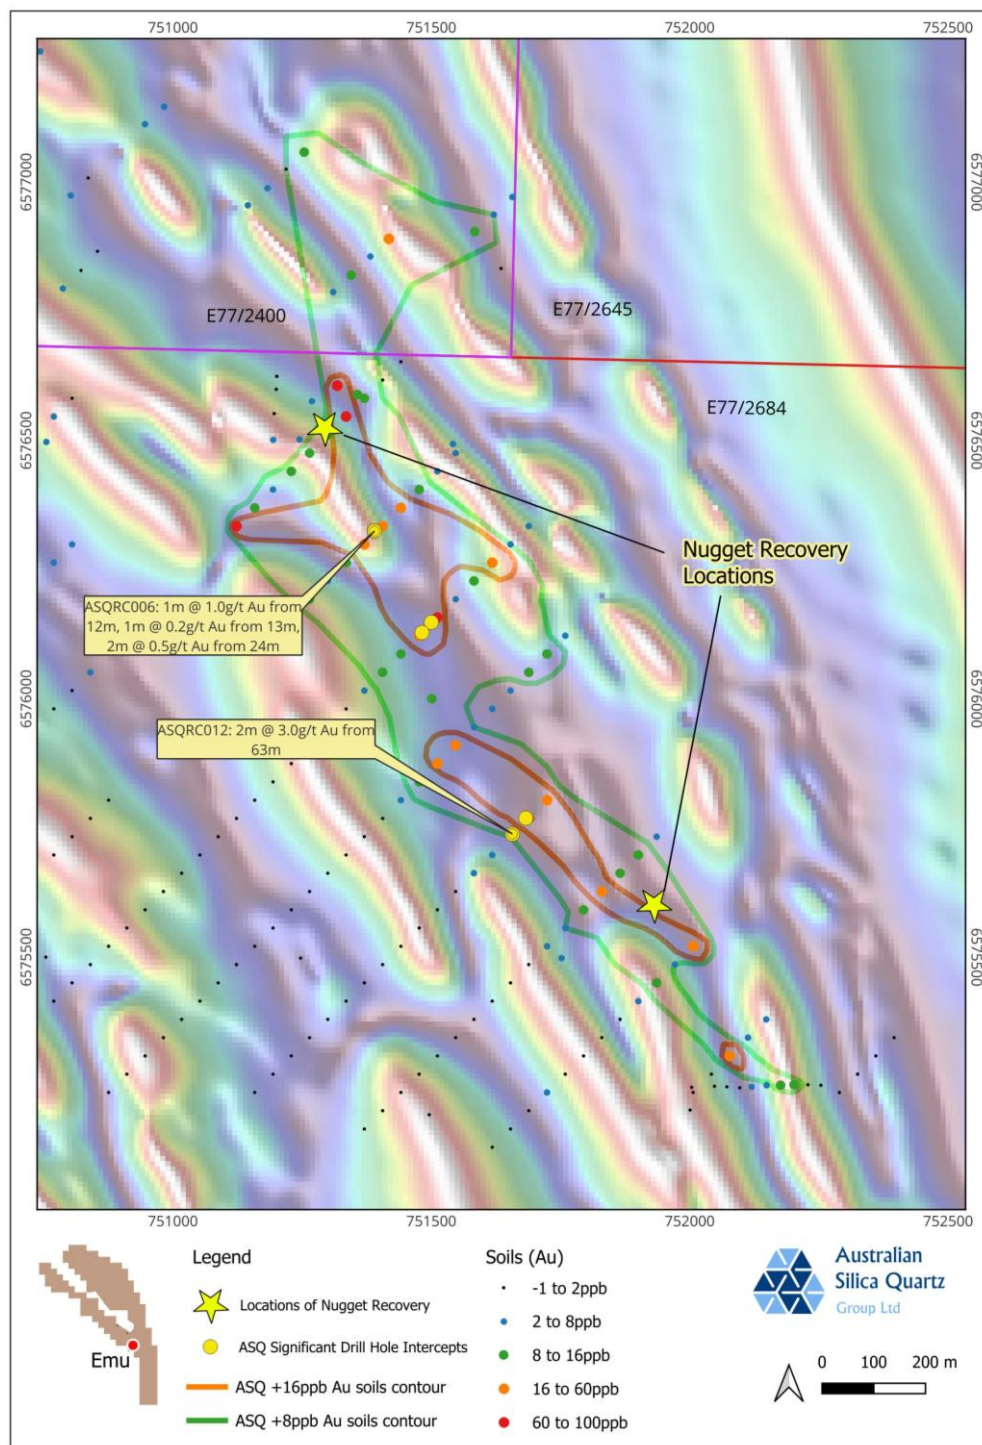 751000 751500 752000 752500
6577000
6577000
E77/2400
E77/2645
E77/2684
6576500
6576500
Nugget Recovery
Locations
ASQRC006: 1m @ 1.0g/t Au from
12m, 1m @ 0.2g/t Au from 13m,
2m @ 0.5g/t Au from 24m
6576000
6576000
ASQRC012: 2m @ 3.0g/t Au from
63m
6575500
6575500
751000 751500 752000 752500
Emu
Legend
Locations of Nugget Recovery
ASQ Significant Drill Hole Intercepts
ASQ +16ppb Au soils contour
ASQ +8ppb Au soils contour
Soils (Au)
-1 to 2ppb
2 to 8ppb
8 to 16ppb
16 to 60ppb
60 to 100ppb
Australian
Silica Quartz
Group Ltd
0 100 200 m